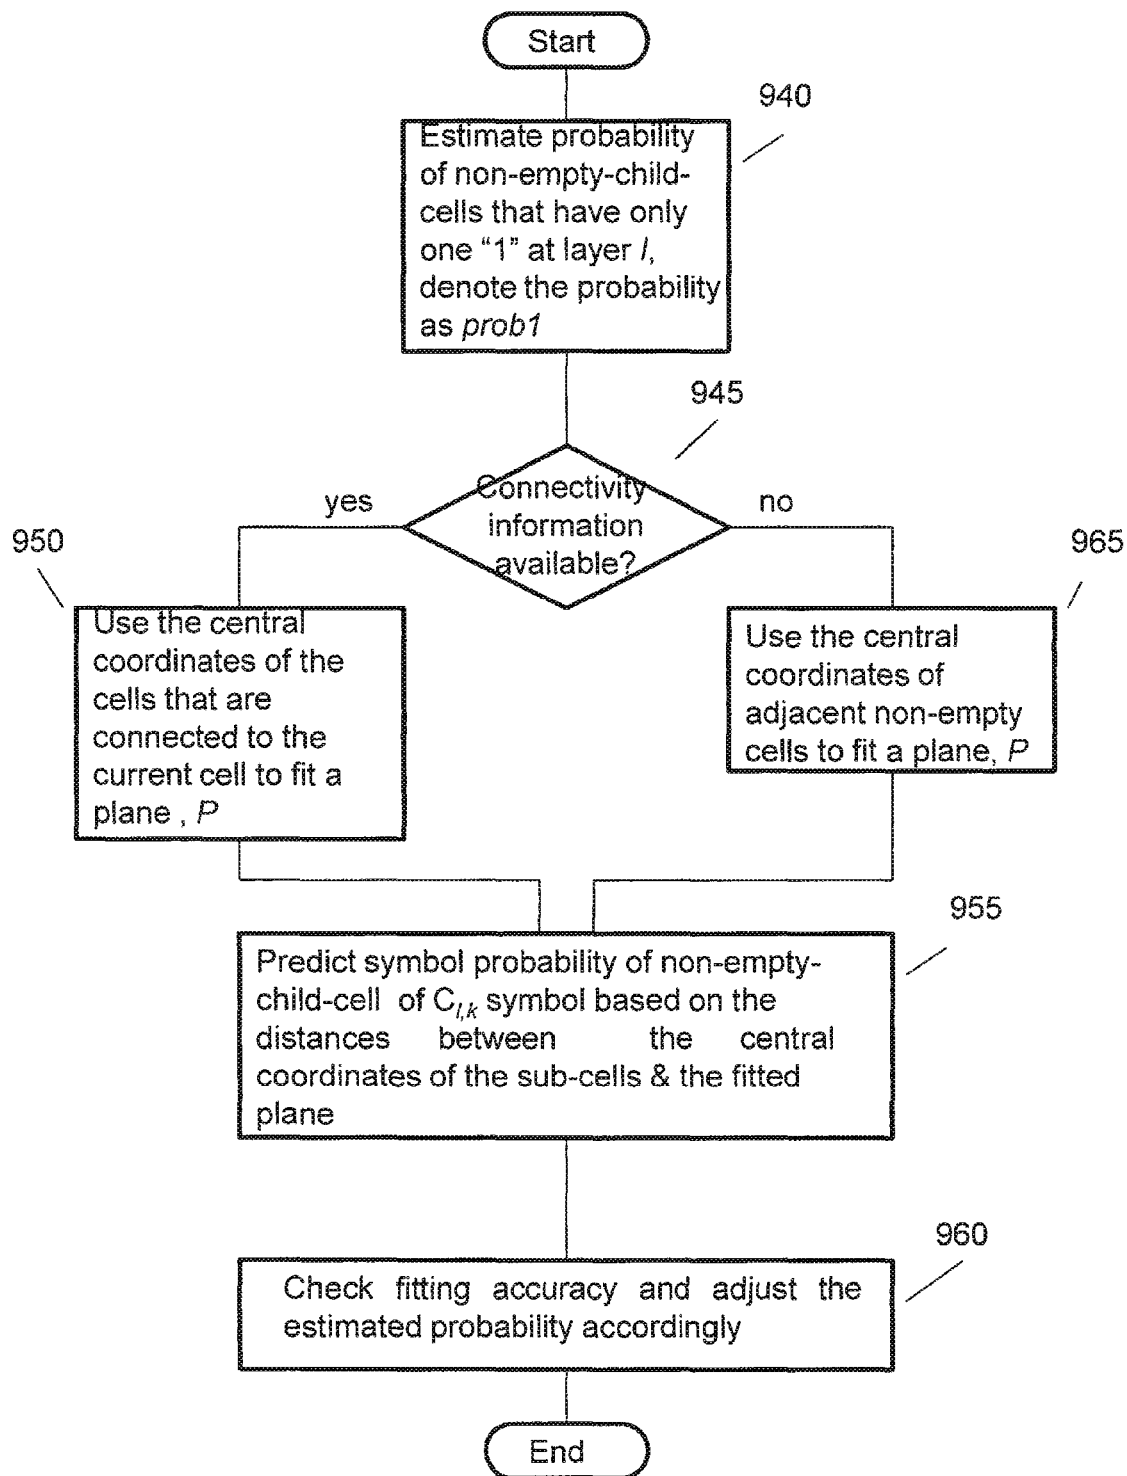 Start
940
Estimate probability
of non-empty-child-
cells that have only
one "1" at layer l,
denote the probability
as prob1
945
Connectivity
information
available?
yes
no
950
Use the central
coordinates of the
cells that are
connected to the
current cell to fit a
plane , P
965
Use the central
coordinates of
adjacent non-empty
cells to fit a plane, P
955
Predict symbol probability of non-empty-
child-cell of Cl,k symbol based on the
distances between the central
coordinates of the sub-cells & the fitted
plane
960
Check fitting accuracy and adjust the
estimated probability accordingly
End